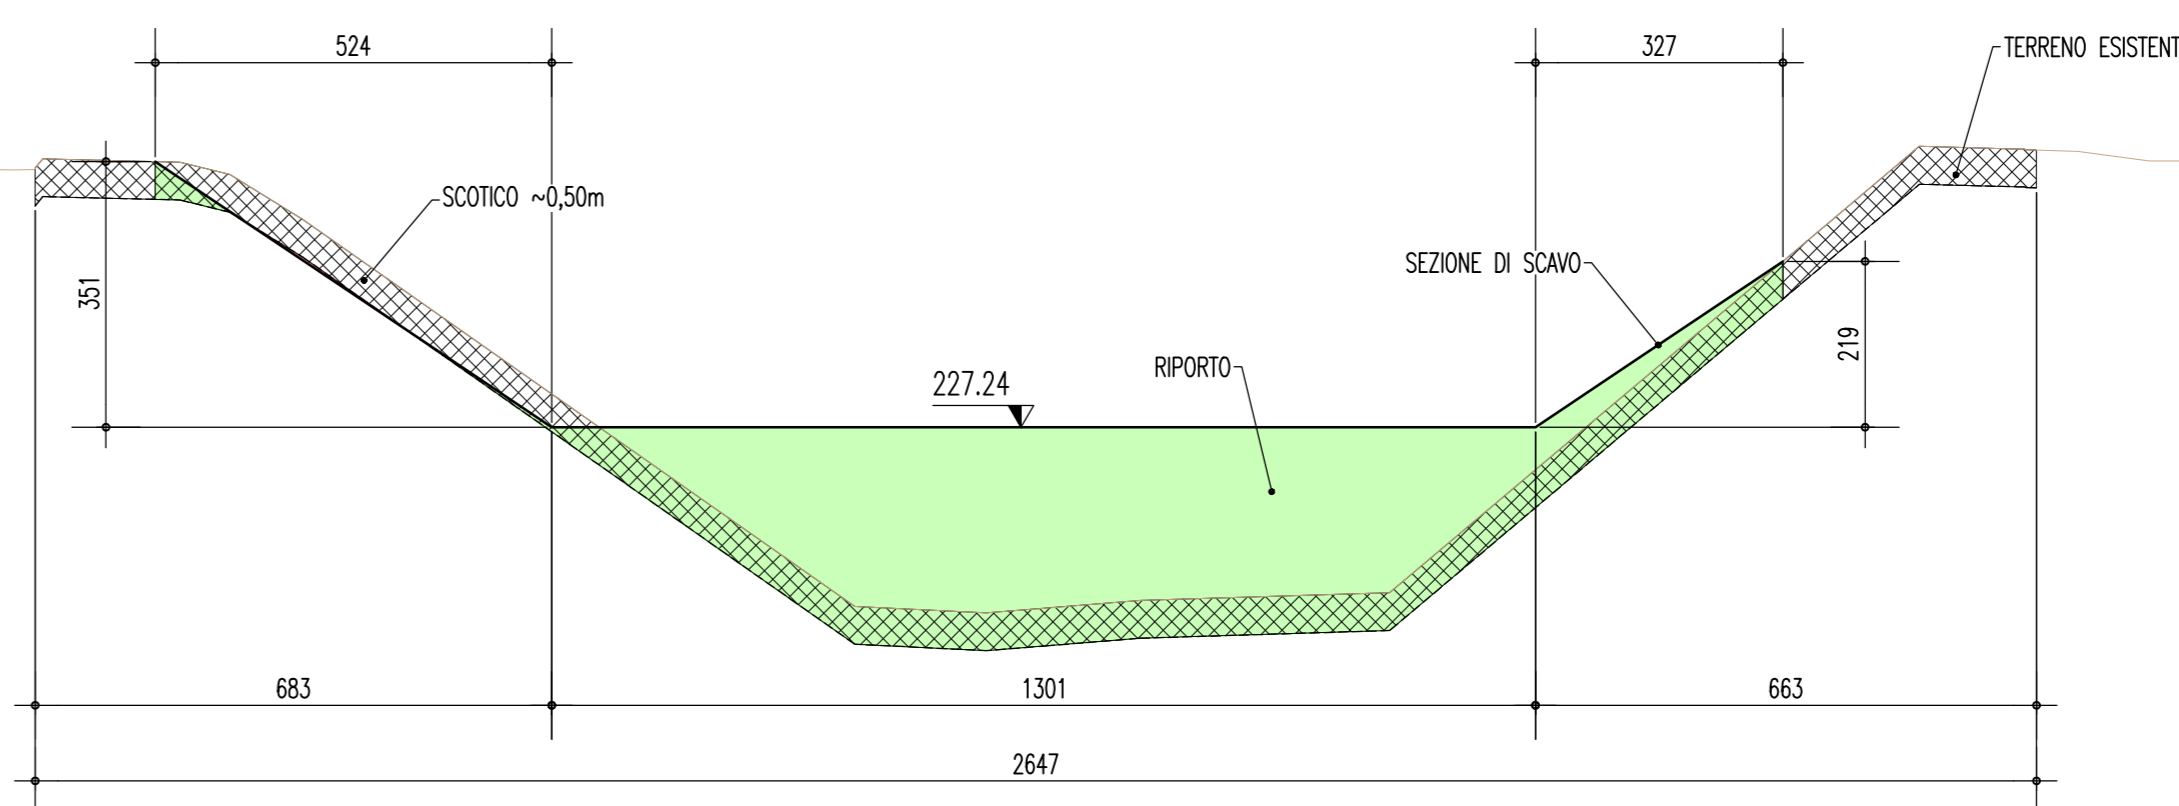 524
327
TERRENO ESISTENT
SCOTICO ~0,50m
SEZIONE DI SCAVO
351
219
RIPORTO
227.24
683
1301
663
2647